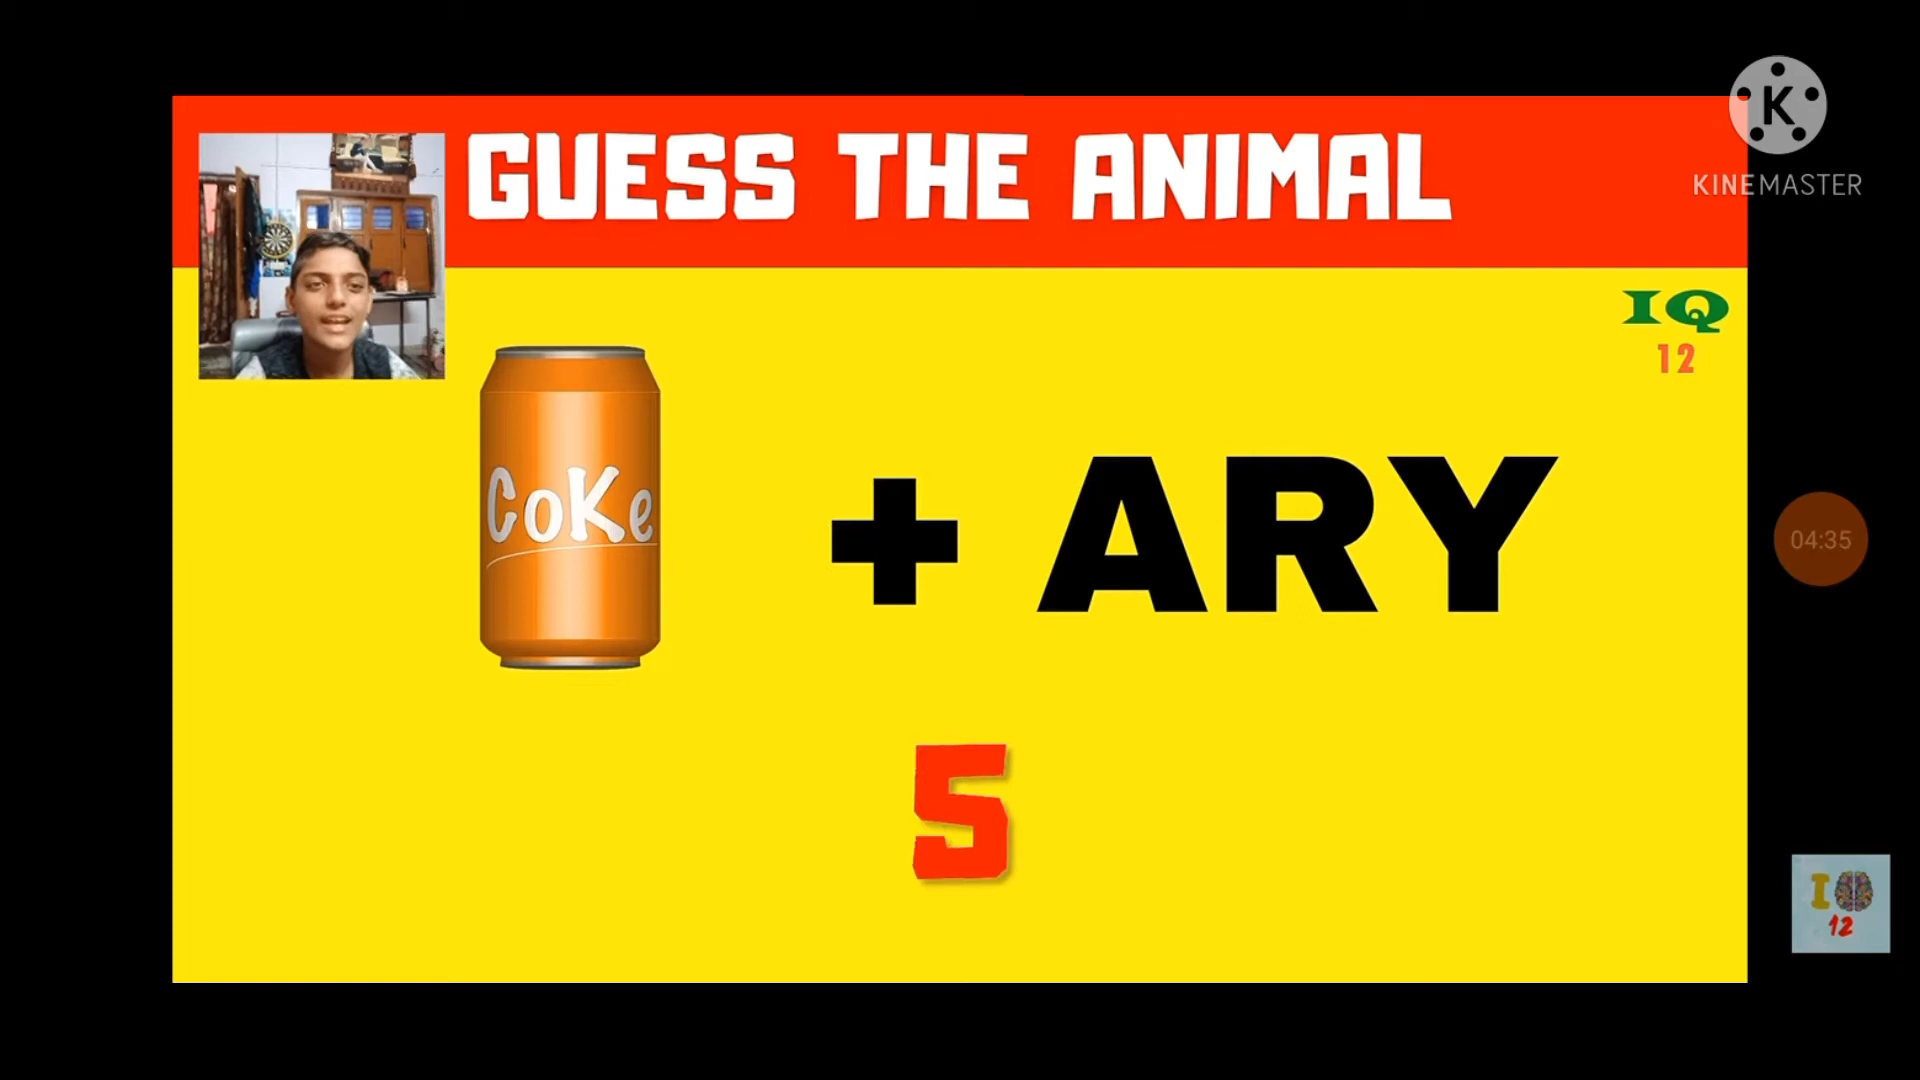 GUESS THE ANIMAL
K
KINEMASTER
IQ
12
CoKe
+ ARY
04:35
5
I
12